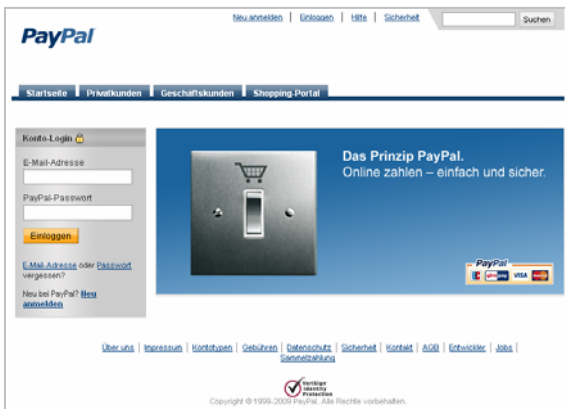 Neu anmelden | Einloggen | Hilfe | Sicherheit
Suchen
PayPal
Startseite Privatkunden Geschäftskunden Shopping-Portal
Konto-Login
E-Mail-Adresse
PayPal-Passwort
Einloggen
E-Mail-Adresse oder Passwort
vergessen?
Neu bei PayPal? Neu
anmelden
Das Prinzip PayPal.
Online zahlen – einfach und sicher.
PayPal
giropay VISA
Über uns | Impressum | Kontotypen | Gebühren | Datenschutz | Sicherheit | Kontakt | AGB | Entwickler | Jobs |
Sammelzahlung
VeriSign
Identity
Protection
Copyright © 1999-2009 PayPal. Alle Rechte vorbehalten.